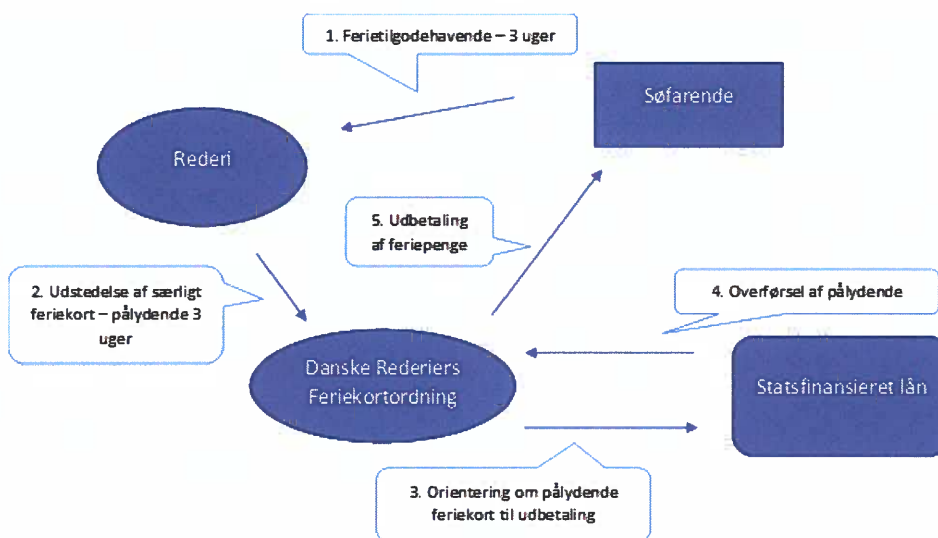 1. Ferietilgodehavende – 3 uger
Søfarende
Rederi
5. Udbetaling
af feriepenge
2. Udstedelse af særligt
feriekort – pålydende 3
uger
4. Overførsel af pålydende
Danske Rederiers
Feriekortordning
Statsfinansieret lån
3. Orientering om pålydende
feriekort til udbetaling